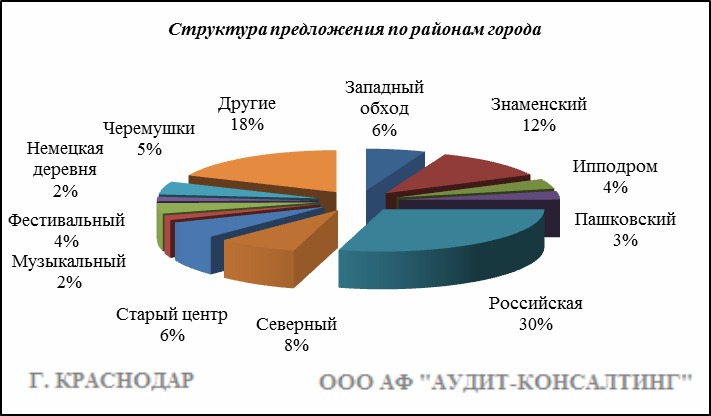 Структура предложения по районам города
Западный
обход
6%
Знаменский
12%
Ипподром
4%
Пашковский
3%
Российская
30%
Северный
8%
Старый центр
6%
Музыкальный
2%
Фестивальный
4%
Немецкая
деревня
2%
Черемушки
5%
Другие
18%
Г. КРАСНОДАР
ООО АФ "АУДИТ-КОНСАЛТИНГ"